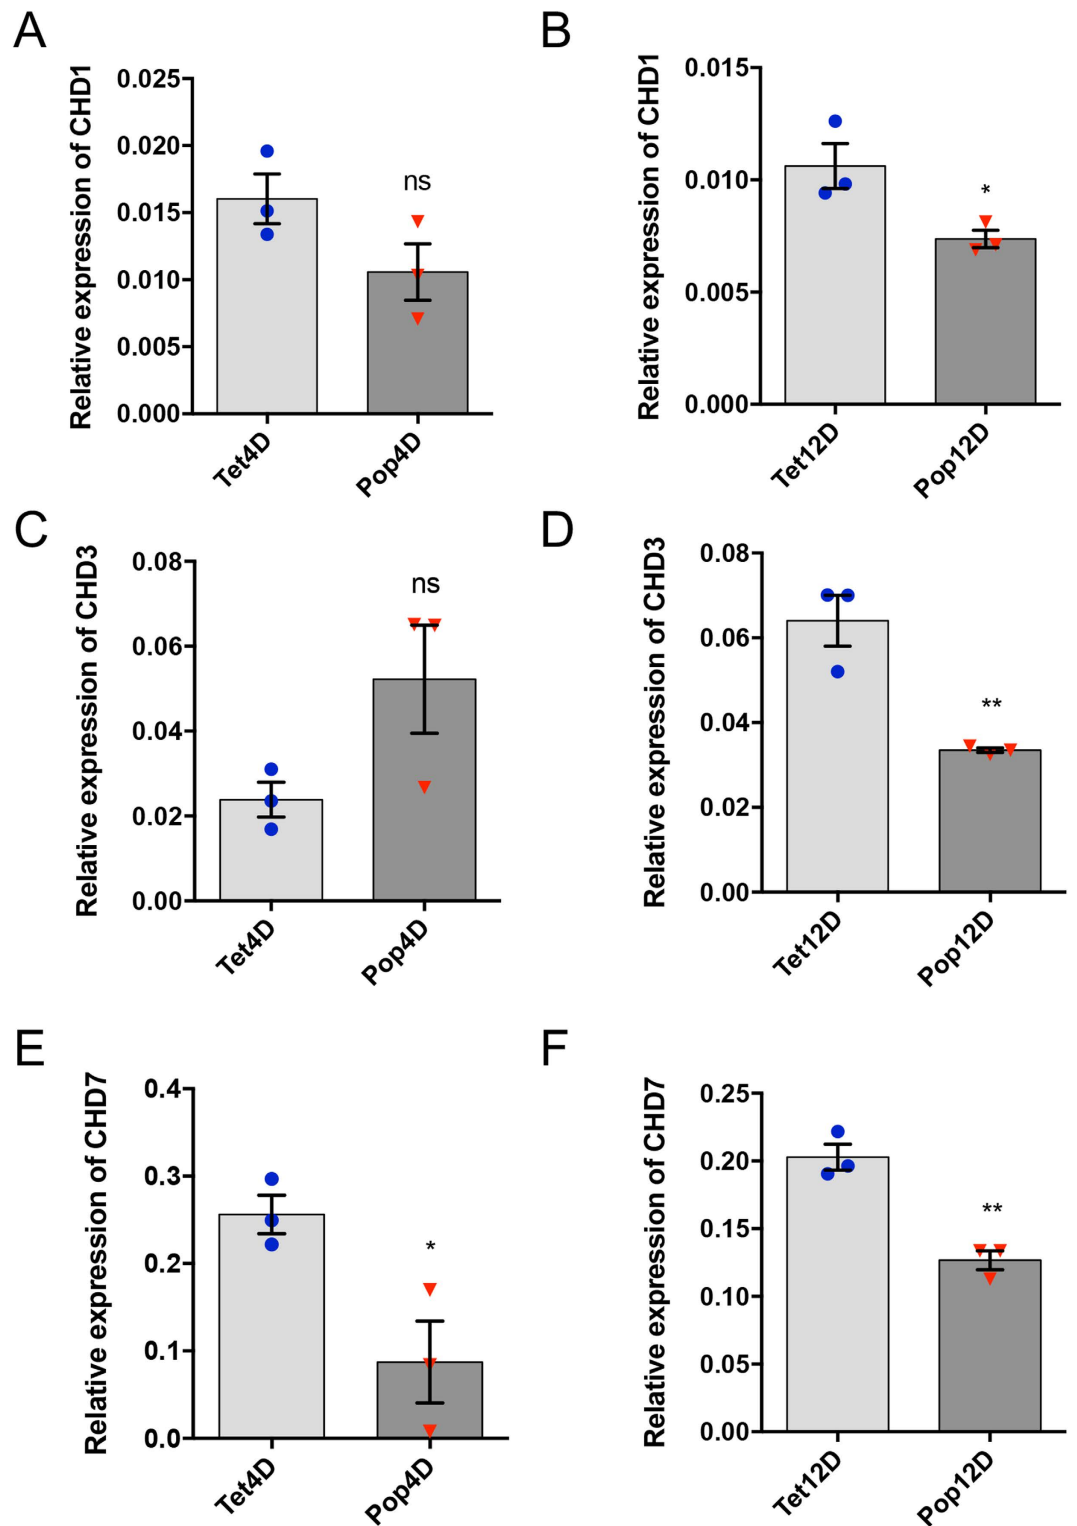 A
Relative expression of CHD1
0.025
0.020
0.015
0.010
0.005
0.000
ns
Tet4D
Pop4D
B
Relative expression of CHD1
0.015
0.010
0.005
0.000
*
Tet12D
Pop12D
C
Relative expression of CHD3
0.08
0.06
0.04
0.02
0.00
ns
Tet4D
Pop4D
D
Relative expression of CHD3
0.08
0.06
0.04
0.02
0.00
**
Tet12D
Pop12D
E
Relative expression of CHD7
0.4
0.3
0.2
0.1
0.0
*
Tet4D
Pop4D
F
Relative expression of CHD7
0.25
0.20
0.15
0.10
0.05
0.00
**
Tet12D
Pop12D